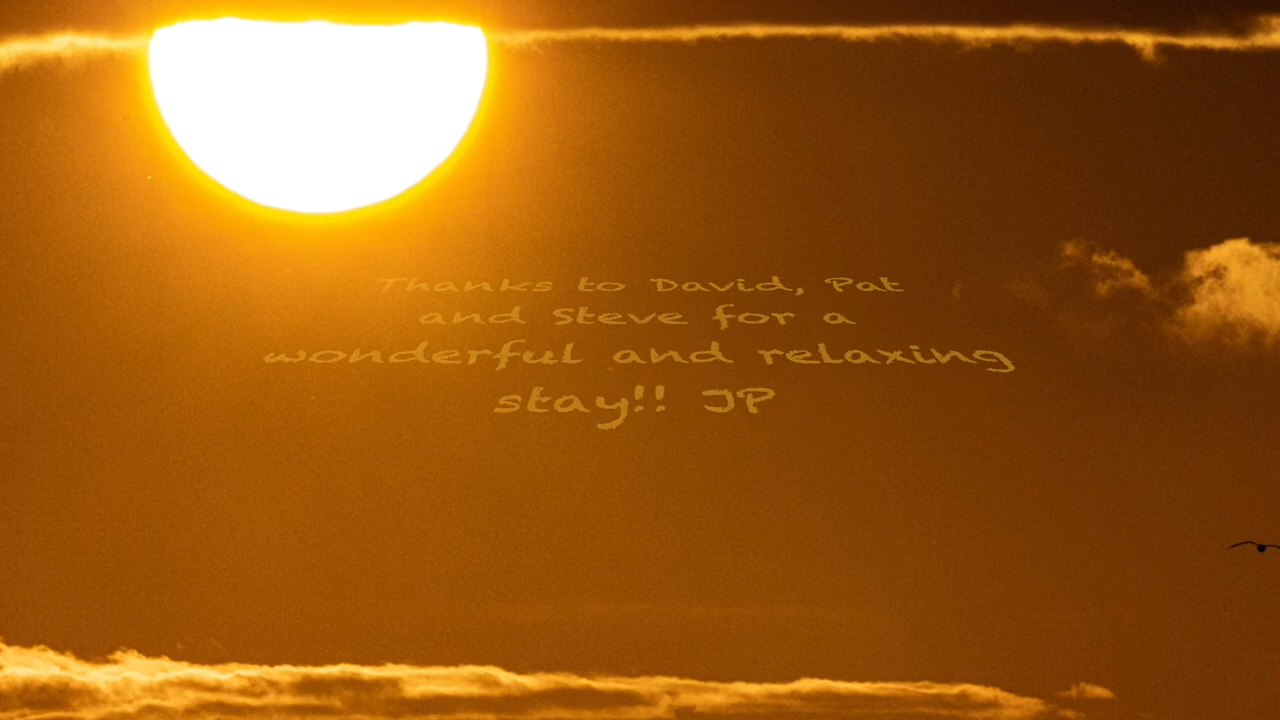 Thanks to David, Pat
and Steve for a
wonderful and relaxing
stay!! JP